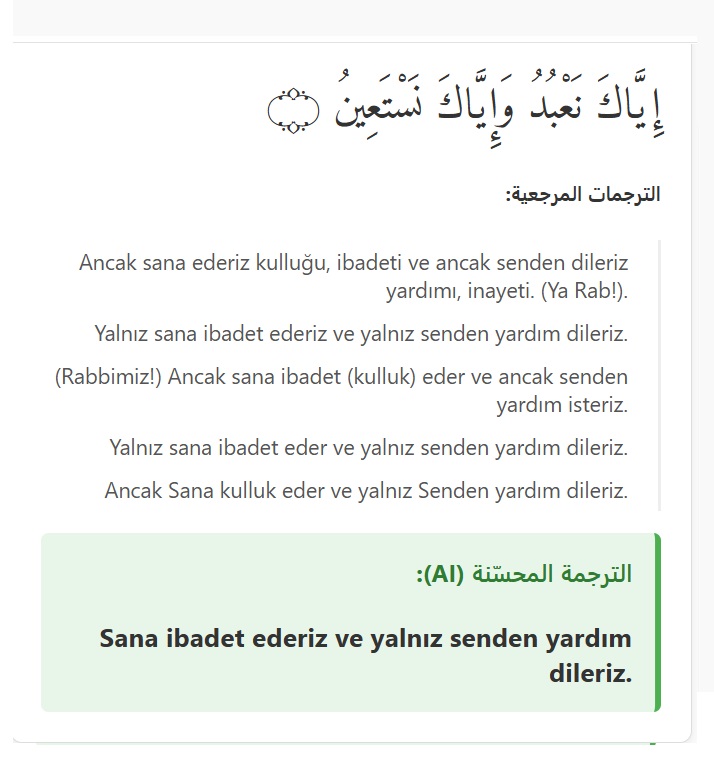 إِيَّاكَ نَعْبُدُ وَإِيَّاكَ نَسْتَعِينُ ۝
الترجمات المرجعية:
Ancak sana ederiz kulluğu, ibadeti ve ancak senden dileriz
yardımı, inayeti. (Ya Rab!).
Yalnız sana ibadet ederiz ve yalnız senden yardım dileriz.
(Rabbimiz!) Ancak sana ibadet (kulluk) eder ve ancak senden
yardım isteriz.
Yalnız sana ibadet eder ve yalnız senden yardım dileriz.
Ancak Sana kulluk eder ve yalnız Senden yardım dileriz.
الترجمة المحسّنة (AI):
Sana ibadet ederiz ve yalnız senden yardım
dileriz.